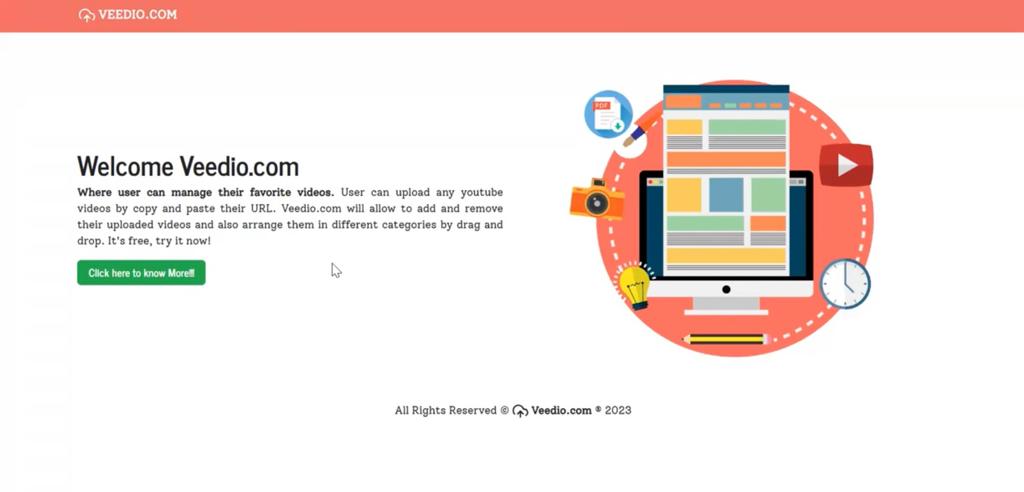 VEEDIO.COM
PDF
Welcome Veedio.com
Where user can manage their favorite videos. User can upload any youtube
videos by copy and paste their URL. Veedio.com will allow to add and remove
their uploaded videos and also arrange them in different categories by drag and
drop. It's free, try it now!
Click here to know More!!!
All Rights Reserved © Veedio.com ® 2023